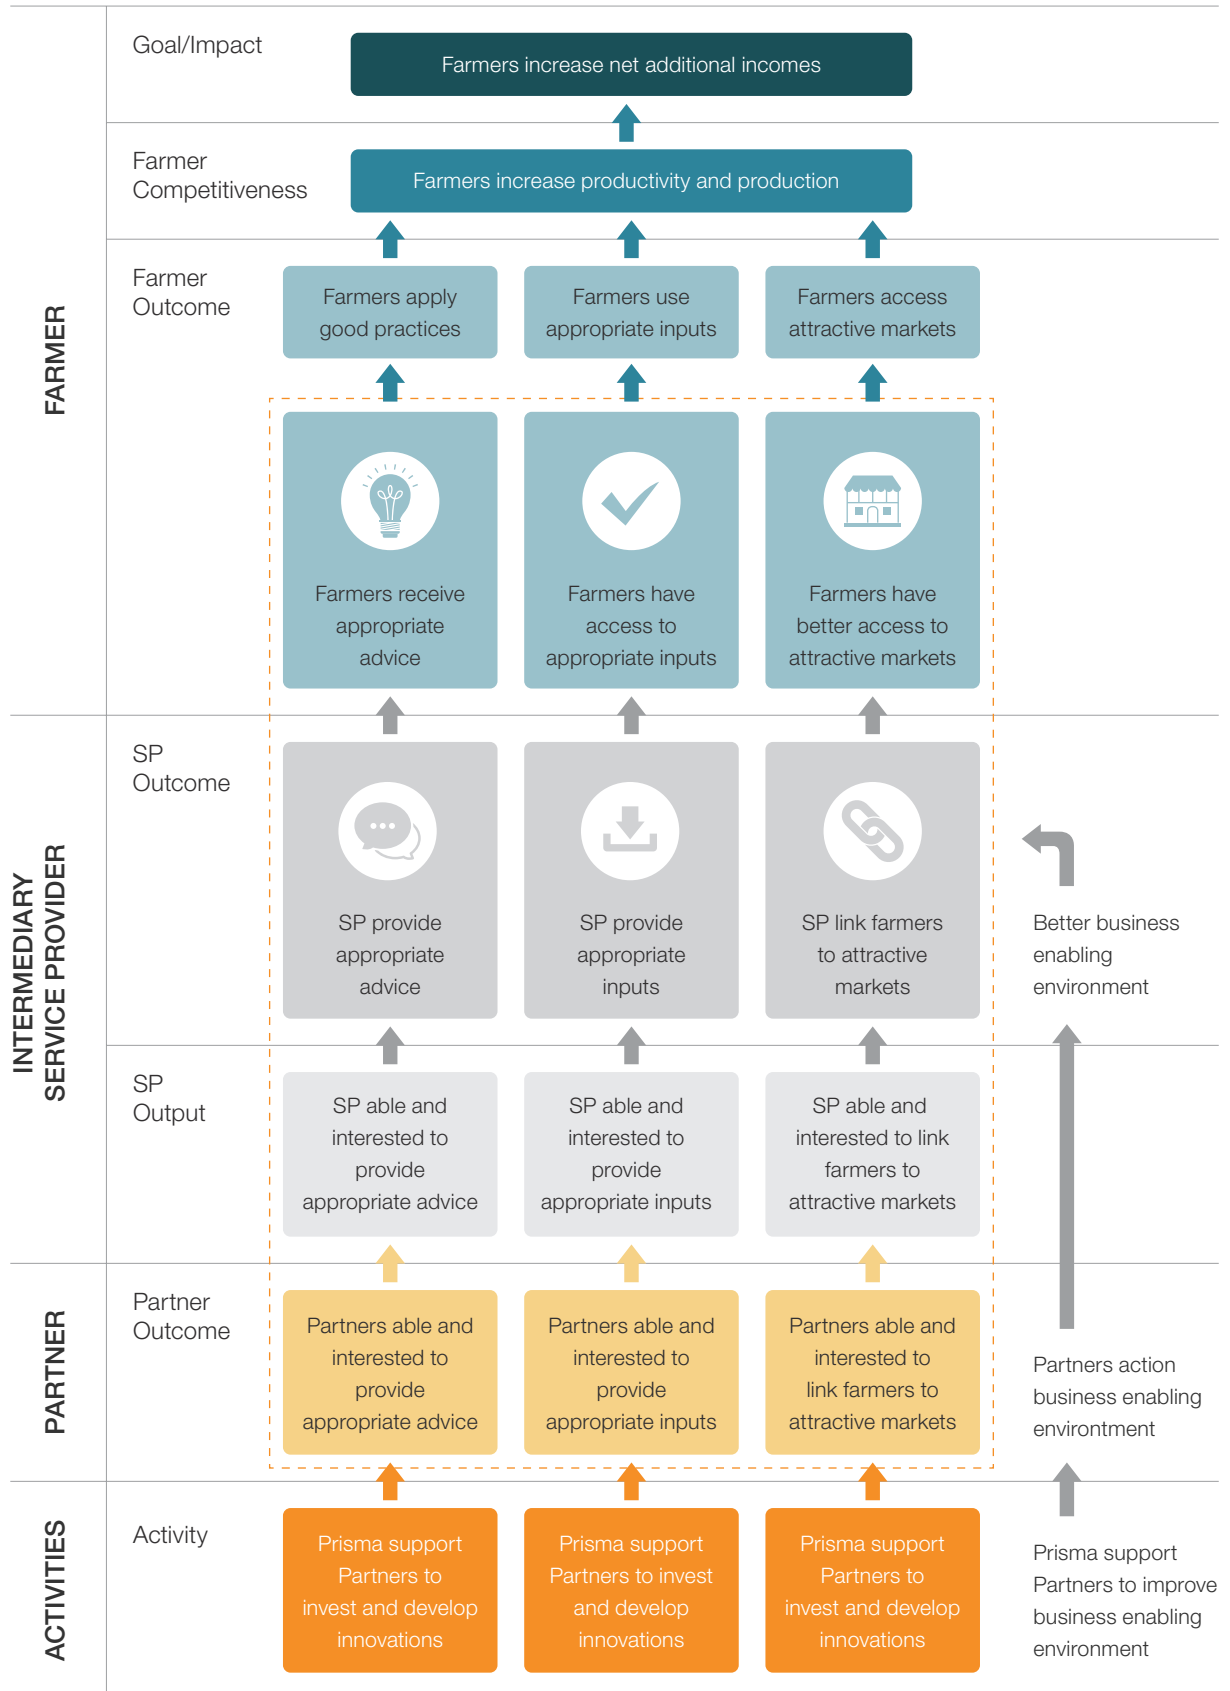 Goal/Impact
Farmers increase net additional incomes
Farmer
Competitiveness
Farmers increase productivity and production
FARMER
Farmer
Outcome
Farmers apply
good practices
Farmers use
appropriate inputs
Farmers access
attractive markets
Farmers receive
appropriate
advice
Farmers have
access to
appropriate inputs
Farmers have
better access to
attractive markets
INTERMEDIARY
SERVICE PROVIDER
SP
Outcome
SP provide
appropriate
advice
SP provide
appropriate
inputs
SP link farmers
to attractive
markets
Better business
enabling
environment
SP
Output
SP able and
interested to
provide
appropriate advice
SP able and
interested to
provide
appropriate inputs
SP able and
interested to link
farmers to
attractive markets
PARTNER
Partner
Outcome
Partners able and
interested to
provide
appropriate advice
Partners able and
interested to
provide
appropriate inputs
Partners able and
interested to
link farmers to
attractive markets
Partners action
business enabling
environtment
ACTIVITIES
Activity
Prisma support
Partners to
invest and develop
innovations
Prisma support
Partners to invest
and develop
innovations
Prisma support
Partners to
invest and develop
innovations
Prisma support
Partners to improve
business enabling
environment